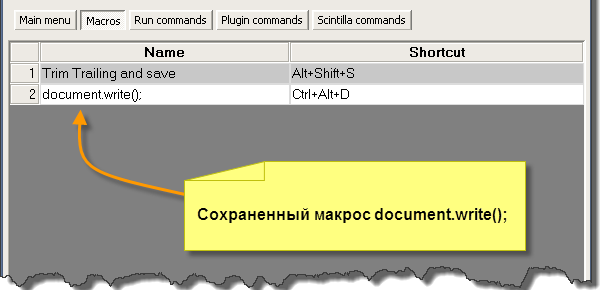 Main menu Macros Run commands Plugin commands Scintilla commands
Name Shortcut
1 Trim Trailing and save Alt+Shift+S
2 document.write(); Ctrl+Alt+D
Сохраненный макрос document.write();